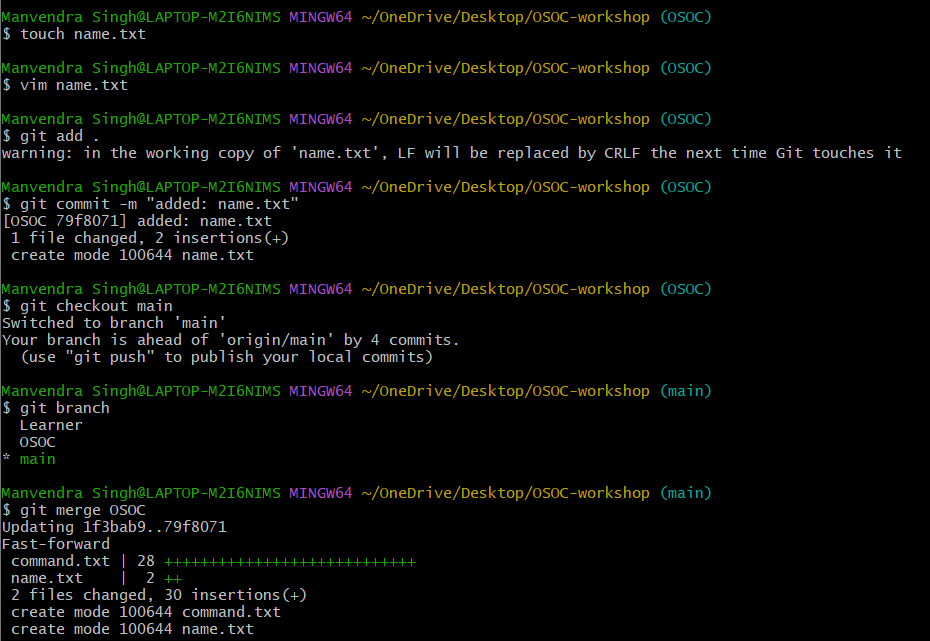 Manvendra Singh@LAPTOP-M2I6NIMS MINGW64 ~/OneDrive/Desktop/OSOC-workshop (OSOC)
$ touch name.txt
Manvendra Singh@LAPTOP-M2I6NIMS MINGW64 ~/OneDrive/Desktop/OSOC-workshop (OSOC)
$ vim name.txt
Manvendra Singh@LAPTOP-M2I6NIMS MINGW64 ~/OneDrive/Desktop/OSOC-workshop (OSOC)
$ git add .
warning: in the working copy of 'name.txt', LF will be replaced by CRLF the next time Git touches it
Manvendra Singh@LAPTOP-M2I6NIMS MINGW64 ~/OneDrive/Desktop/OSOC-workshop (OSOC)
$ git commit -m "added: name.txt"
[OSOC 79f8071] added: name.txt
 1 file changed, 2 insertions(+)
 create mode 100644 name.txt
Manvendra Singh@LAPTOP-M2I6NIMS MINGW64 ~/OneDrive/Desktop/OSOC-workshop (OSOC)
$ git checkout main
Switched to branch 'main'
Your branch is ahead of 'origin/main' by 4 commits.
  (use "git push" to publish your local commits)
Manvendra Singh@LAPTOP-M2I6NIMS MINGW64 ~/OneDrive/Desktop/OSOC-workshop (main)
$ git branch
  Learner
  OSOC
* main
Manvendra Singh@LAPTOP-M2I6NIMS MINGW64 ~/OneDrive/Desktop/OSOC-workshop (main)
$ git merge OSOC
Updating 1f3bab9..79f8071
Fast-forward
 command.txt | 28 ++++++++++++++++++++++++++++
 name.txt    |  2 ++
 2 files changed, 30 insertions(+)
 create mode 100644 command.txt
 create mode 100644 name.txt